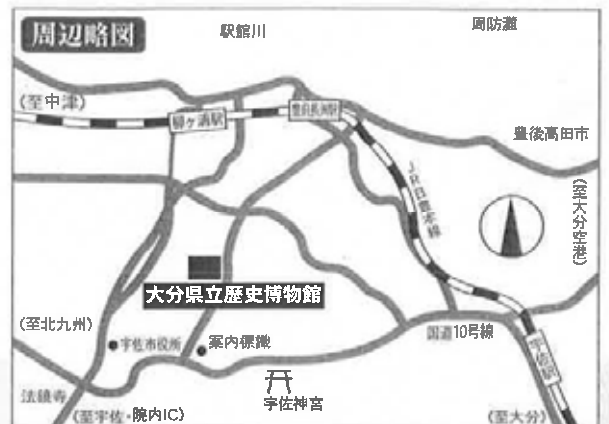 周辺略図
駅館川
周防灘
(至中津)
柳ヶ浦駅
豊前長洲駅
豊後高田市
JR日豊本線
(至大分空港)
大分県立歴史博物館
(至北九州)
宇佐市役所
案内標識
国道10号線
宇佐駅
法鏡寺
宇佐神宮
(至宇佐・院内IC)
(至大分)